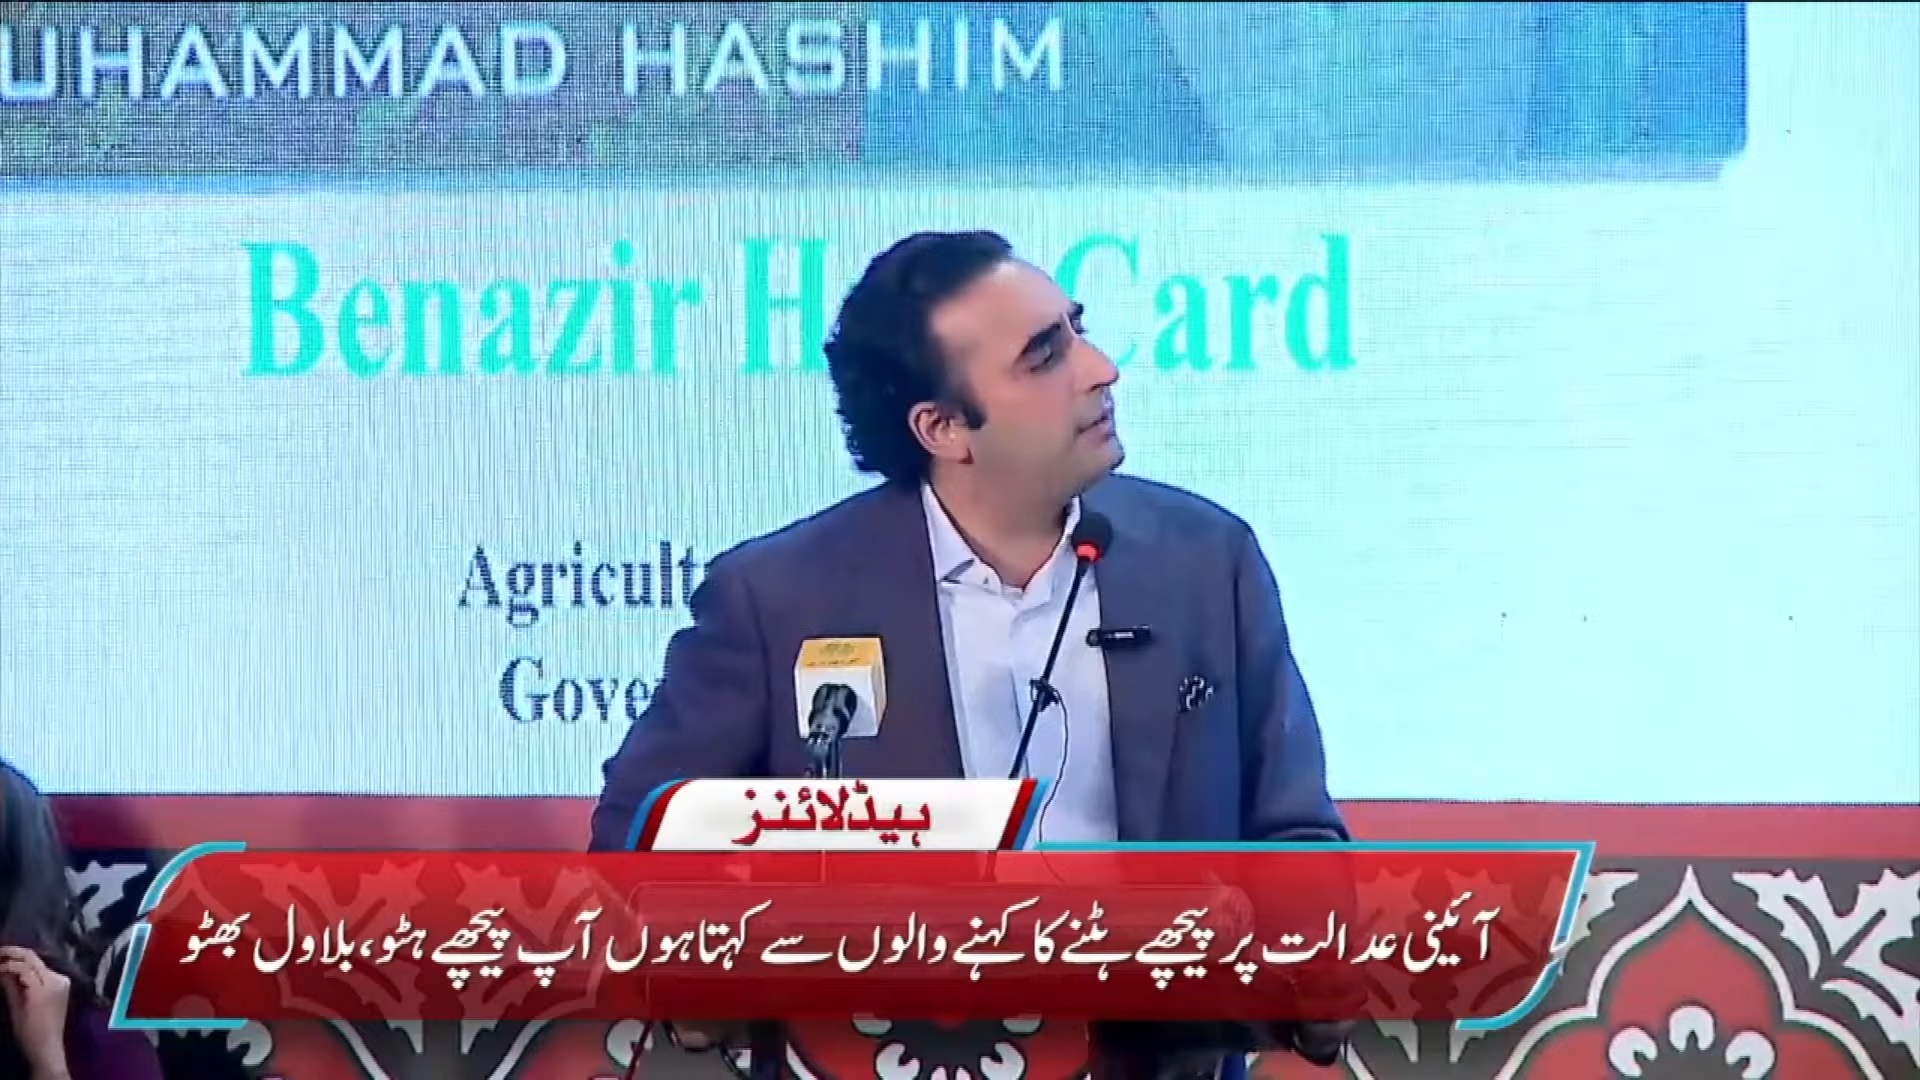 UHAMMAD HASHIM
Benazir H Card
Agricult
Gove
ہیڈلائنز
آئینی عدالت پر پیچھے ہٹنے کا کہنے والوں سے کہتا ہوں آپ پیچھے ہٹو، بلاول بھٹو